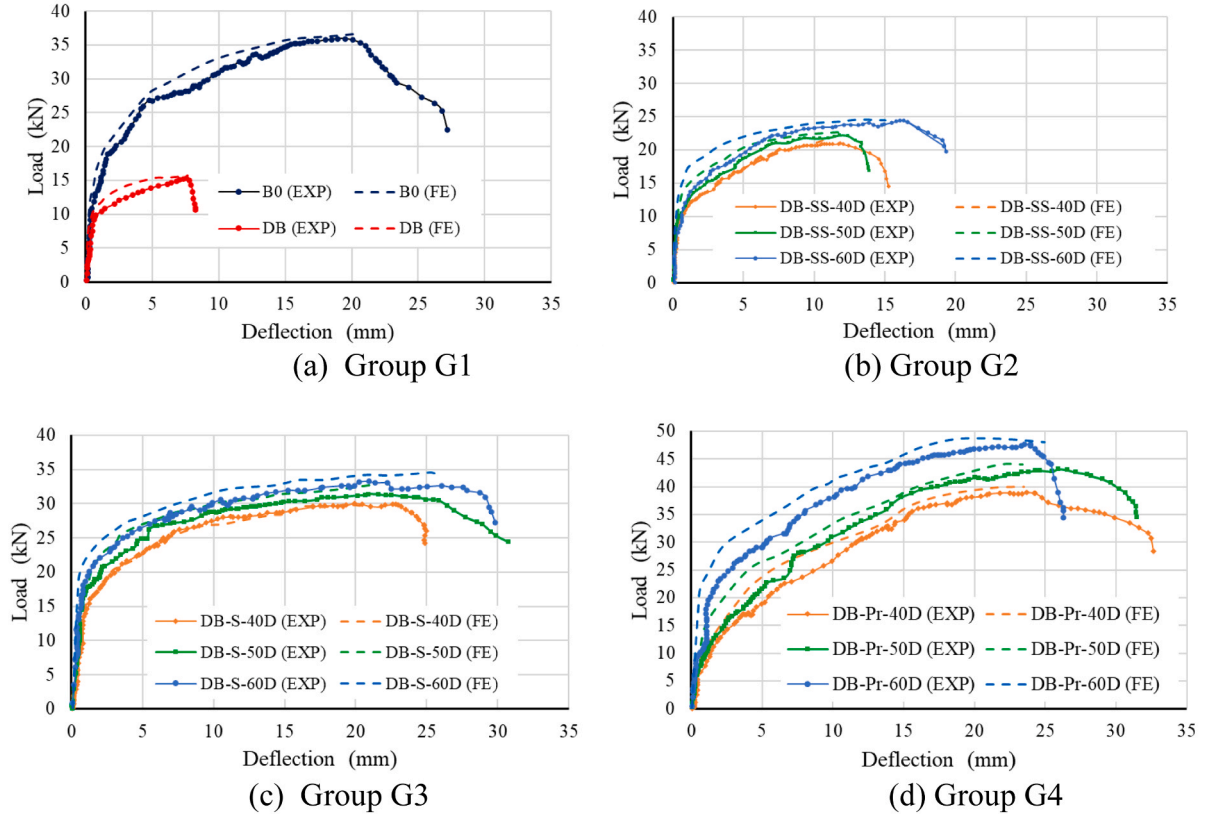 40
35
30
25
20
15
10
5
0
Load (kN)
B0 (EXP) B0 (FE)
DB (EXP) DB (FE)
0 5 10 15 20 25 30 35
Deflection (mm)
(a) Group G1
40
35
30
25
20
15
10
5
0
Load (kN)
DB-SS-40D (EXP) DB-SS-40D (FE)
DB-SS-50D (EXP) DB-SS-50D (FE)
DB-SS-60D (EXP) DB-SS-60D (FE)
0 5 10 15 20 25 30 35
Deflection (mm)
(b) Group G2
40
35
30
25
20
15
10
5
0
Load (kN)
DB-S-40D (EXP) DB-S-40D (FE)
DB-S-50D (EXP) DB-S-50D (FE)
DB-S-60D (EXP) DB-S-60D (FE)
0 5 10 15 20 25 30 35
Deflection (mm)
(c) Group G3
50
45
40
35
30
25
20
15
10
5
0
Load (kN)
DB-Pr-40D (EXP) DB-Pr-40D (FE)
DB-Pr-50D (EXP) DB-Pr-50D (FE)
DB-Pr-60D (EXP) DB-Pr-60D (FE)
0 5 10 15 20 25 30 35
Deflection (mm)
(d) Group G4